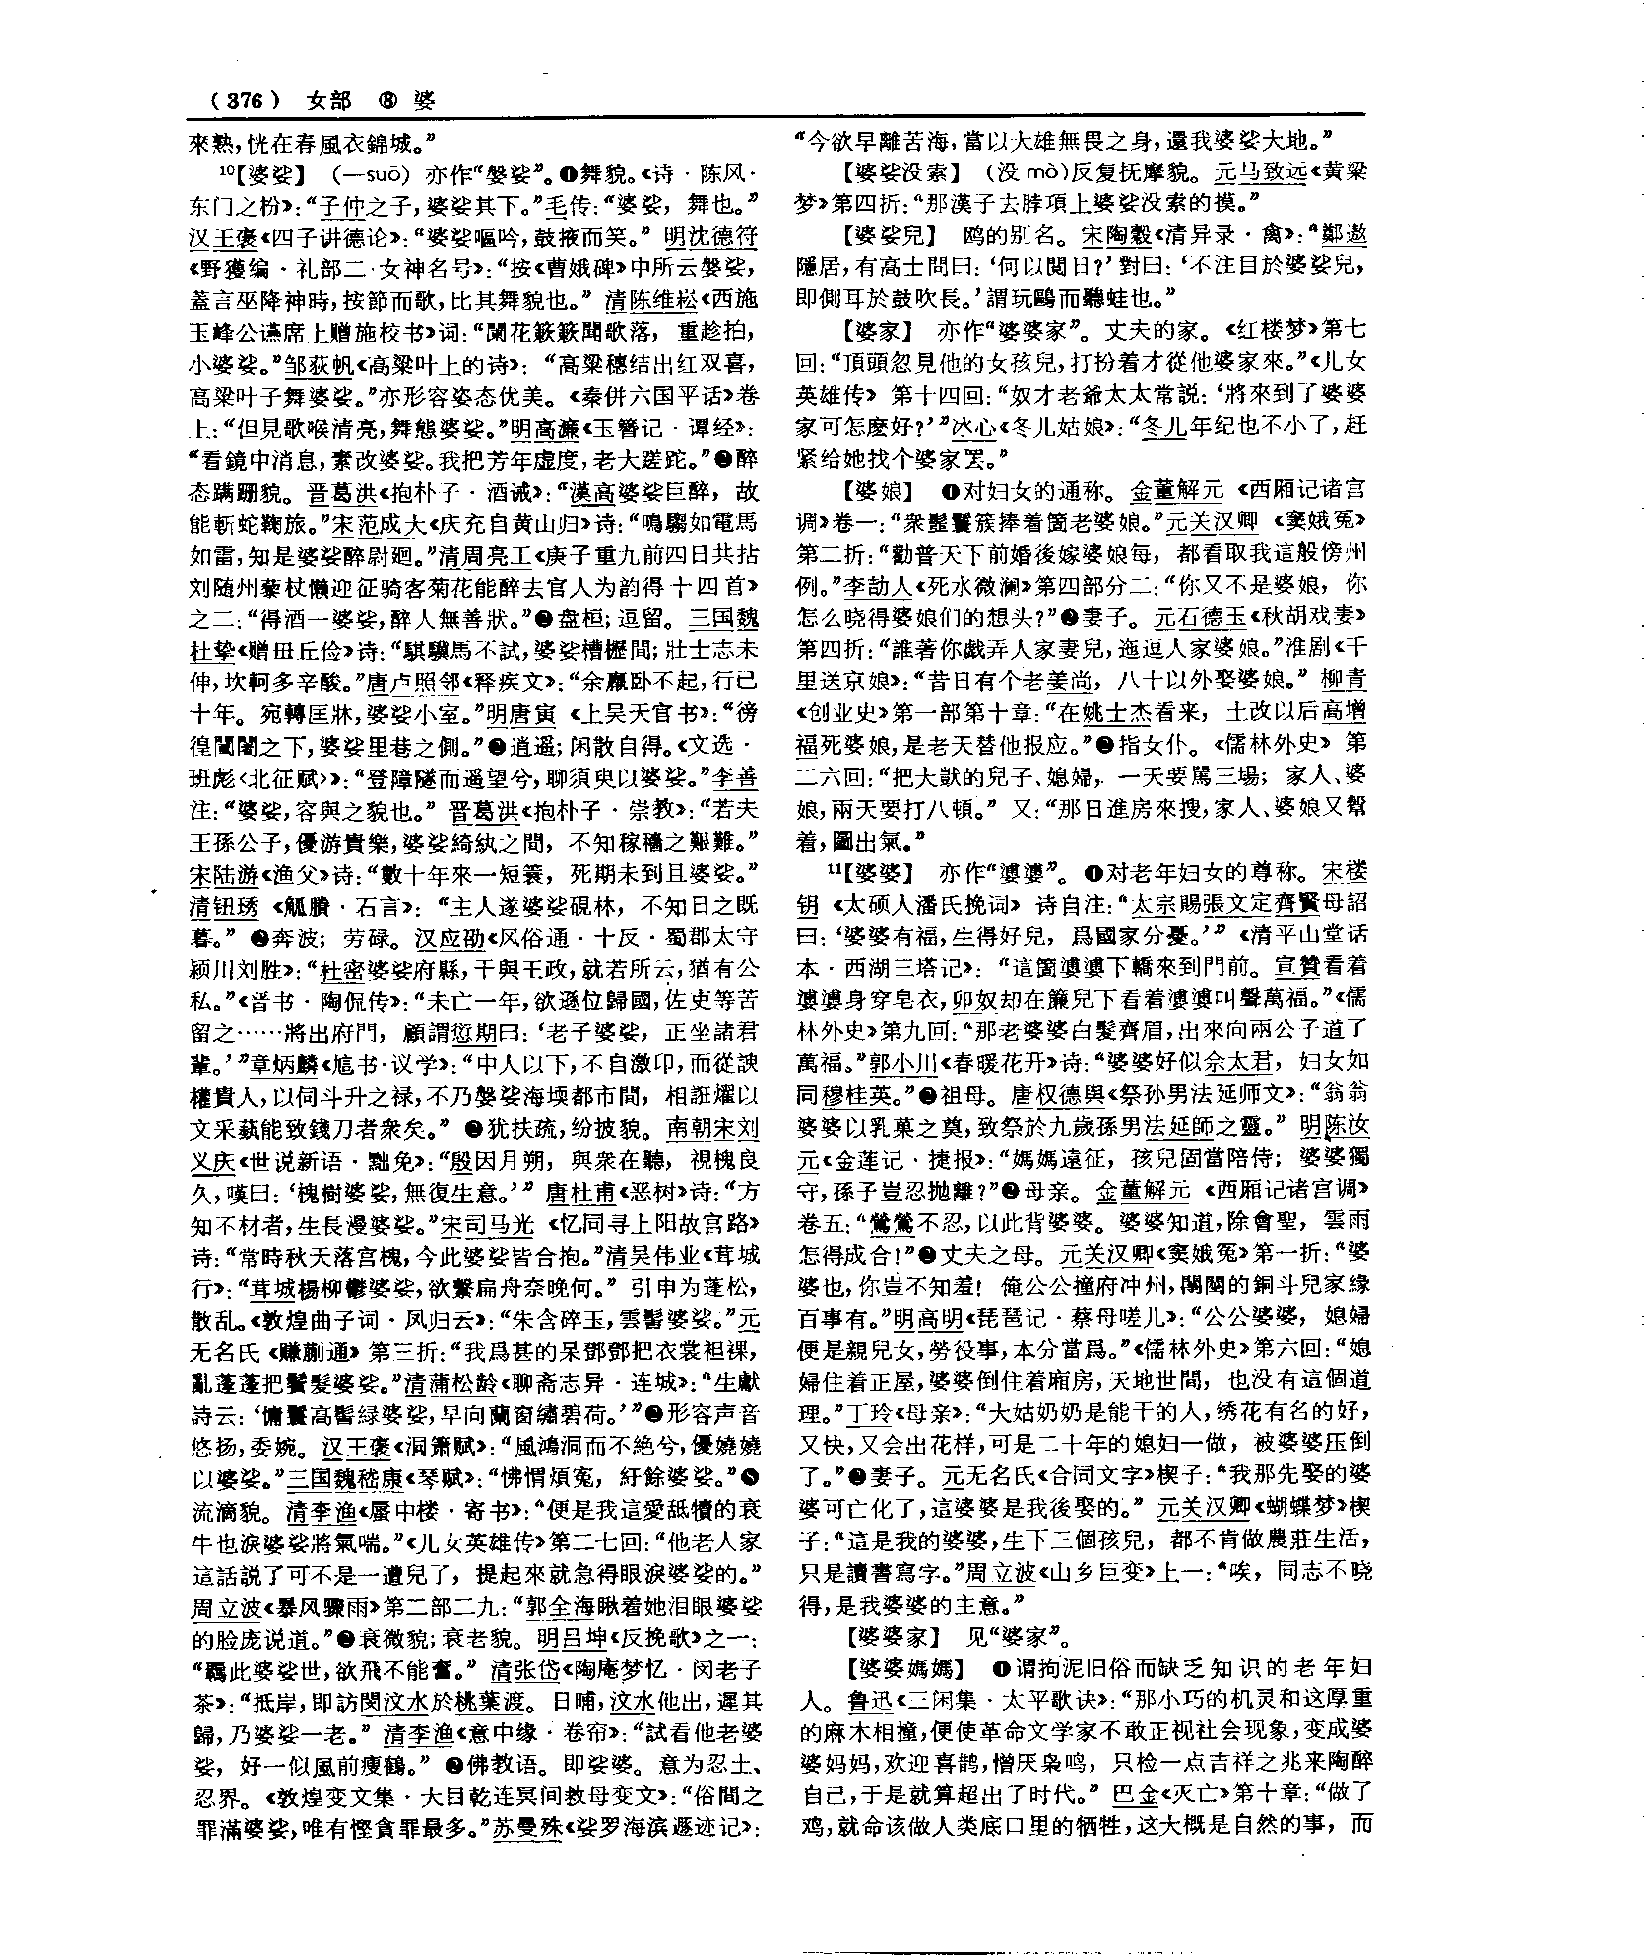 （376） 女部 ⑧ 婆
來熟，恍在春風衣錦城。”
¹⁰【婆娑】 （—suō） 亦作“媻娑”。❶舞貌。《诗·陈风·
东门之枌》：“子仲之子，婆娑其下。”毛传：“婆娑，舞也。”
汉王褒《四子讲德论》：“婆娑嘔吟，鼓掖而笑。” 明沈德符
《野獲编·礼部二·女神名号》：“按《曹娥碑》中所云媻娑，
蓋言巫降神時，按節而歌，比其舞貌也。” 清陈维崧《西施
玉峰公讌席上赠施校书》词：“闌花簌簌聞歌落，重趁拍，
小婆娑。”邹荻帆《高粱叶上的诗》：“高粱穗结出红双喜，
高粱叶子舞婆娑。”亦形容姿态优美。《秦併六国平话》卷
上：“但見歌喉清亮，舞態婆娑。”明高濂《玉簪记·谭经》：
“看鏡中消息，素改婆娑。我把芳年虚度，老大蹉跎。”❷醉
态蹒跚貌。晋葛洪《抱朴子·酒诫》：“漢高婆娑巨醉，故
能斬蛇鞠旅。”宋范成大《庆充自黄山归》诗：“鳴騶如電馬
如雷，知是婆娑醉尉廻。”清周亮工《庚子重九前四日共拈
刘随州藜杖懒迎征骑客菊花能醉去官人为韵得十四首》
之二：“得酒一婆娑，醉人無善狀。”❸盘桓；逗留。三国魏
杜挚《赠毌丘俭》诗：“騏驥馬不試，婆娑槽櫪間；壯士志未
伸，坎軻多辛酸。”唐卢照邻《释疾文》：“余羸卧不起，行已
十年。宛轉匡牀，婆娑小室。”明唐寅《上吴天官书》：“徬
徨闤闠之下，婆娑里巷之側。”❹逍遥；闲散自得。《文选·
班彪〈北征赋〉》：“登障隧而遥望兮，聊須臾以婆娑。”李善
注：“婆娑，容與之貌也。” 晋葛洪《抱朴子·崇教》：“若夫
王孫公子，優游貴樂，婆娑綺紈之間，不知稼穡之艱難。”
宋陆游《渔父》诗：“數十年來一短蓑，死期未到且婆娑。”
清钮琇《觚賸·石言》：“主人遂婆娑硯林，不知日之既
暮。” ❺奔波；劳碌。汉应劭《风俗通·十反·蜀郡太守
颍川刘胜》：“杜密婆娑府縣，干與王政，就若所云，猶有公
私。”《晋书·陶侃传》：“未亡一年，欲遜位歸國，佐吏等苦
留之……將出府門，顧謂愆期曰：‘老子婆娑，正坐諸君
輩。’”章炳麟《訄书·议学》：“中人以下，不自激卬，而從諛
權貴人，以伺斗升之禄，不乃媻娑海堧都市間，相誑燿以
文采蓺能致錢刀者衆矣。” ❻犹扶疏，纷披貌。南朝宋刘
义庆《世说新语·黜免》：“殷因月朔，與衆在聽，視槐良
久，嘆曰：‘槐樹婆娑，無復生意。’” 唐杜甫《恶树》诗：“方
知不材者，生長漫婆娑。”宋司马光《忆同寻上阳故宫路》
诗：“常時秋天落宫槐，今此婆娑皆合抱。”清吴伟业《茸城
行》：“茸城楊柳鬱婆娑，欲繫扁舟奈晚何。” 引申为蓬松，
散乱。《敦煌曲子词·凤归云》：“朱含碎玉，雲髻婆娑。”元
无名氏《賺蒯通》第三折：“我爲甚的呆鄧鄧把衣裳袒裸，
亂蓬蓬把鬢髮婆娑。”清蒲松龄《聊斋志异·连城》：“生獻
詩云：‘慵鬟高髻緑婆娑，早向蘭窗繡碧荷。’”❼形容声音
悠扬，委婉。汉王褒《洞箫赋》：“風鴻洞而不絶兮，優嬈嬈
以婆娑。”三国魏嵇康《琴赋》：“怫愲煩寃，紆餘婆娑。”❽
流滴貌。清李渔《蜃中楼·寄书》：“便是我這愛舐犢的衰
牛也淚婆娑將氣喘。”《儿女英雄传》第二七回：“他老人家
這話説了可不是一遭兒了，提起來就急得眼淚婆娑的。”
周立波《暴风骤雨》第二部二九：“郭全海瞅着她泪眼婆娑
的脸庞说道。”❾衰微貌；衰老貌。明吕坤《反挽歌》之一：
“羈此婆娑世，欲飛不能奮。” 清张岱《陶庵梦忆·闵老子
茶》：“抵岸，即訪閔汶水於桃葉渡。日晡，汶水他出，遲其
歸，乃婆娑一老。” 清李渔《意中缘·卷帘》：“試看他老婆
娑，好一似風前瘦鶴。” ❿佛教语。即娑婆。意为忍土、
忍界。《敦煌变文集·大目乾连冥间救母变文》：“俗間之
罪滿婆娑，唯有慳貪罪最多。”苏曼殊《娑罗海滨遯迹记》：
“今欲早離苦海，當以大雄無畏之身，還我婆娑大地。”
【婆娑没索】 （没 mò）反复抚摩貌。元马致远《黄粱
梦》第四折：“那漢子去脖項上婆娑没索的摸。”
【婆娑兒】 鸥的别名。宋陶穀《清异录·禽》：“鄭遨
隱居，有高士問曰：‘何以閱日？’對曰：‘不注目於婆娑兒，
即側耳於鼓吹長。’謂玩鷗而聽蛙也。”
【婆家】 亦作“婆婆家”。丈夫的家。《红楼梦》第七
回：“頂頭忽見他的女孩兒，打扮着才從他婆家來。”《儿女
英雄传》第十四回：“奴才老爺太太常説：‘將來到了婆婆
家可怎麽好？’”冰心《冬儿姑娘》：“冬儿年纪也不小了，赶
紧给她找个婆家罢。”
【婆娘】 ❶对妇女的通称。金董解元《西厢记诸宫
调》卷一：“衆髭鬟簇捧着箇老婆娘。”元关汉卿《窦娥冤》
第二折：“勸普天下前婚後嫁婆娘每，都看取我這般傍州
例。”李劼人《死水微澜》第四部分二：“你又不是婆娘，你
怎么晓得婆娘们的想头？”❷妻子。元石德玉《秋胡戏妻》
第四折：“誰著你戲弄人家妻兒，迤逗人家婆娘。”淮剧《千
里送京娘》：“昔日有个老姜尚，八十以外娶婆娘。” 柳青
《创业史》第一部第十章：“在姚士杰看来，土改以后高增
福死婆娘，是老天替他报应。”❸指女仆。《儒林外史》第
二六回：“把大獃的兒子、媳婦，一天要駡三場；家人、婆
娘，兩天要打八頓。” 又：“那日進房來搜，家人、婆娘又幫
着，圖出氣。”
¹¹【婆婆】 亦作“媻媻”。❶对老年妇女的尊称。宋楼
钥《太硕人潘氏挽词》诗自注：“太宗賜張文定齊賢母詔
曰：‘婆婆有福，生得好兒，爲國家分憂。’” 《清平山堂话
本·西湖三塔记》：“這箇婆婆下轎來到門前。宣贊看着
婆婆身穿皂衣，卯奴却在簾兒下看着婆婆叫聲萬福。”《儒
林外史》第九回：“那老婆婆白髮齊眉，出來向兩公子道了
萬福。”郭小川《春暖花开》诗：“婆婆好似佘太君，妇女如
同穆桂英。”❷祖母。唐权德舆《祭孙男法延师文》：“翁翁
婆婆以乳菓之奠，致祭於九歲孫男法延師之靈。” 明陈汝
元《金莲记·捷报》：“媽媽遠征，孩兒固當陪侍；婆婆獨
守，孫子豈忍抛離？”❸母亲。金董解元《西厢记诸宫调》
卷五：“鶯鶯不忍，以此背婆婆。婆婆知道，除會聖，雲雨
怎得成合！”❹丈夫之母。元关汉卿《窦娥冤》第一折：“婆
婆也，你豈不知羞！俺公公撞府冲州，䦟䦷的銅斗兒家緣
百事有。”明高明《琵琶记·蔡母嗟儿》：“公公婆婆，媳婦
便是親兒女，勞役事，本分當爲。”《儒林外史》第六回：“媳
婦住着正屋，婆婆倒住着廂房，天地世間，也没有這個道
理。”丁玲《母亲》：“大姑奶奶是能干的人，绣花有名的好，
又快，又会出花样，可是二十年的媳妇一做，被婆婆压倒
了。”❺妻子。元无名氏《合同文字》楔子：“我那先娶的婆
婆可亡化了，這婆婆是我後娶的。” 元关汉卿《蝴蝶梦》楔
子：“這是我的婆婆，生下三個孩兒，都不肯做農莊生活，
只是讀書寫字。”周立波《山乡巨变》上一：“唉，同志不晓
得，是我婆婆的主意。”
【婆婆家】 见“婆家”。
【婆婆媽媽】 ❶谓拘泥旧俗而缺乏知识的老年妇
人。鲁迅《三闲集·太平歌诀》：“那小巧的机灵和这厚重
的麻木相撞，便使革命文学家不敢正视社会现象，变成婆
婆妈妈，欢迎喜鹊，憎厌枭鸣，只检一点吉祥之兆来陶醉
自己，于是就算超出了时代。” 巴金《灭亡》第十章：“做了
鸡，就命该做人类底口里的牺牲，这大概是自然的事，而